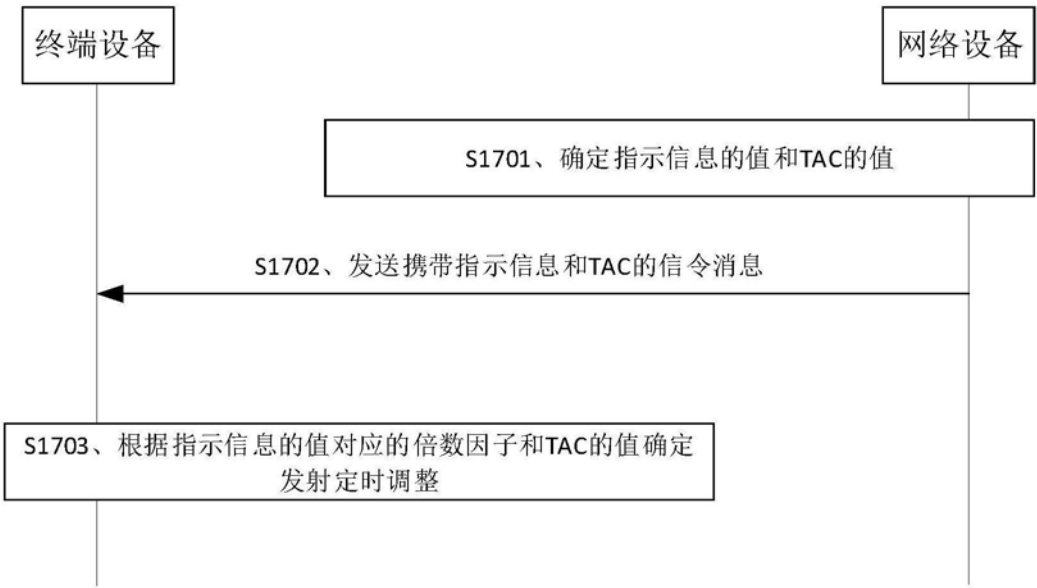 终端设备
网络设备
S1701、确定指示信息的值和TAC的值
S1702、发送携带指示信息和TAC的信令消息
S1703、根据指示信息的值对应的倍数因子和TAC的值确定
发射定时调整